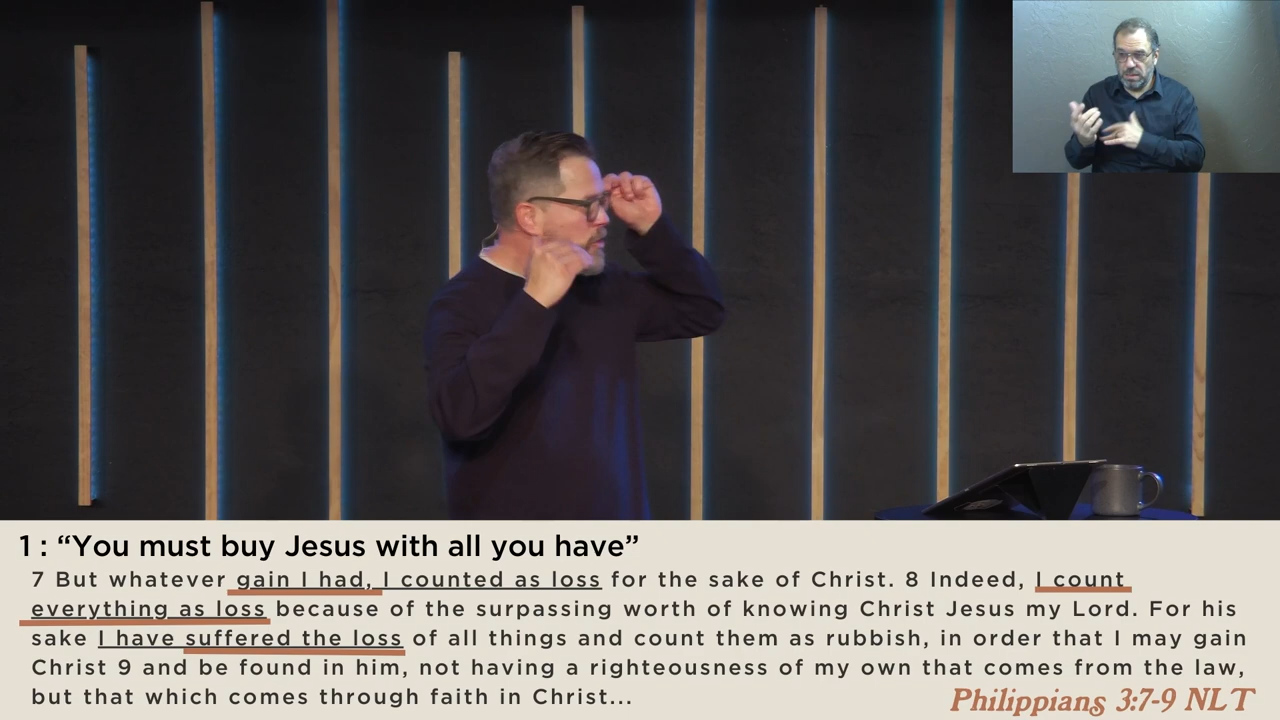 1 : “You must buy Jesus with all you have”
7 But whatever gain I had, I counted as loss for the sake of Christ. 8 Indeed, I count
everything as loss because of the surpassing worth of knowing Christ Jesus my Lord. For his
sake I have suffered the loss of all things and count them as rubbish, in order that I may gain
Christ 9 and be found in him, not having a righteousness of my own that comes from the law,
but that which comes through faith in Christ...
Philippians 3:7-9 NLT